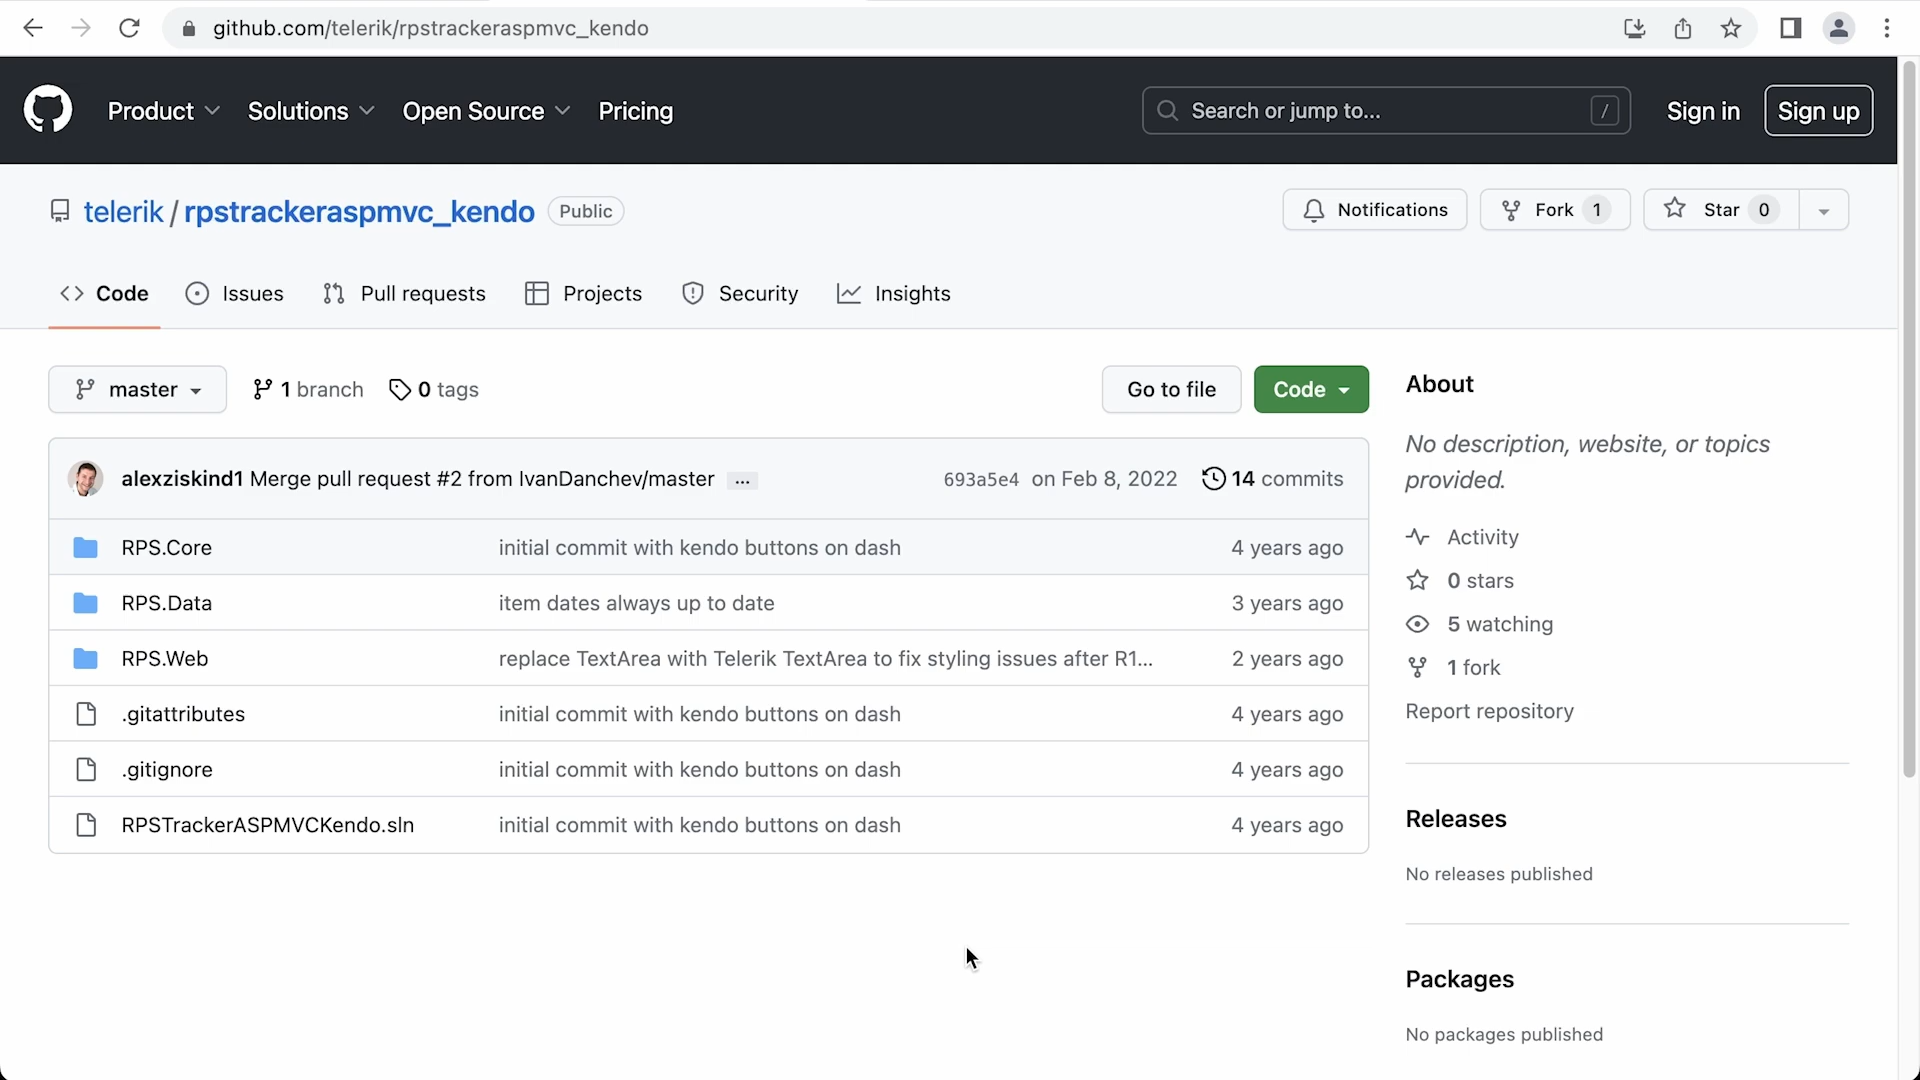 github.com/telerik/rpstrackeraspmvc_kendo
Product Solutions Open Source Pricing Search or jump to... / Sign in Sign up
telerik / rpstrackeraspmvc_kendo Public Notifications Fork 1 Star 0
Code Issues Pull requests Projects Security Insights
master 1 branch 0 tags Go to file Code
alexziskind1 Merge pull request #2 from IvanDanchev/master ... 693a5e4 on Feb 8, 2022 14 commits
RPS.Core initial commit with kendo buttons on dash 4 years ago
RPS.Data item dates always up to date 3 years ago
RPS.Web replace TextArea with Telerik TextArea to fix styling issues after R1... 2 years ago
.gitattributes initial commit with kendo buttons on dash 4 years ago
.gitignore initial commit with kendo buttons on dash 4 years ago
RPSTrackerASPMVCKendo.sln initial commit with kendo buttons on dash 4 years ago
About
No description, website, or topics
provided.
Activity
0 stars
5 watching
1 fork
Report repository
Releases
No releases published
Packages
No packages published